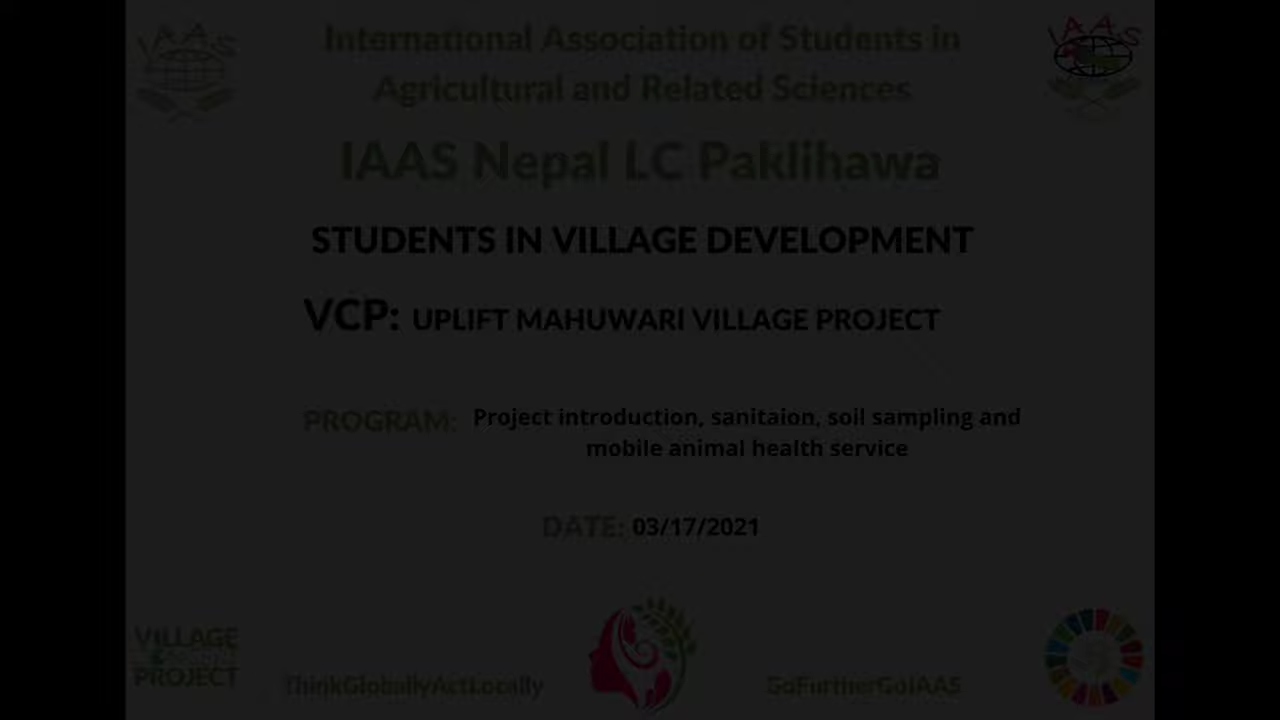 IAAS
IAAS
International Association of Students in
Agricultural and Related Sciences
IAAS Nepal LC Paklihawa
STUDENTS IN VILLAGE DEVELOPMENT
VCP: UPLIFT MAHUWARI VILLAGE PROJECT
PROGRAM: Project introduction, sanitaion, soil sampling and
mobile animal health service
DATE: 03/17/2021
VILLAGE
PROJECT
ThinkGloballyActLocally
GoFurtherGoIAAS